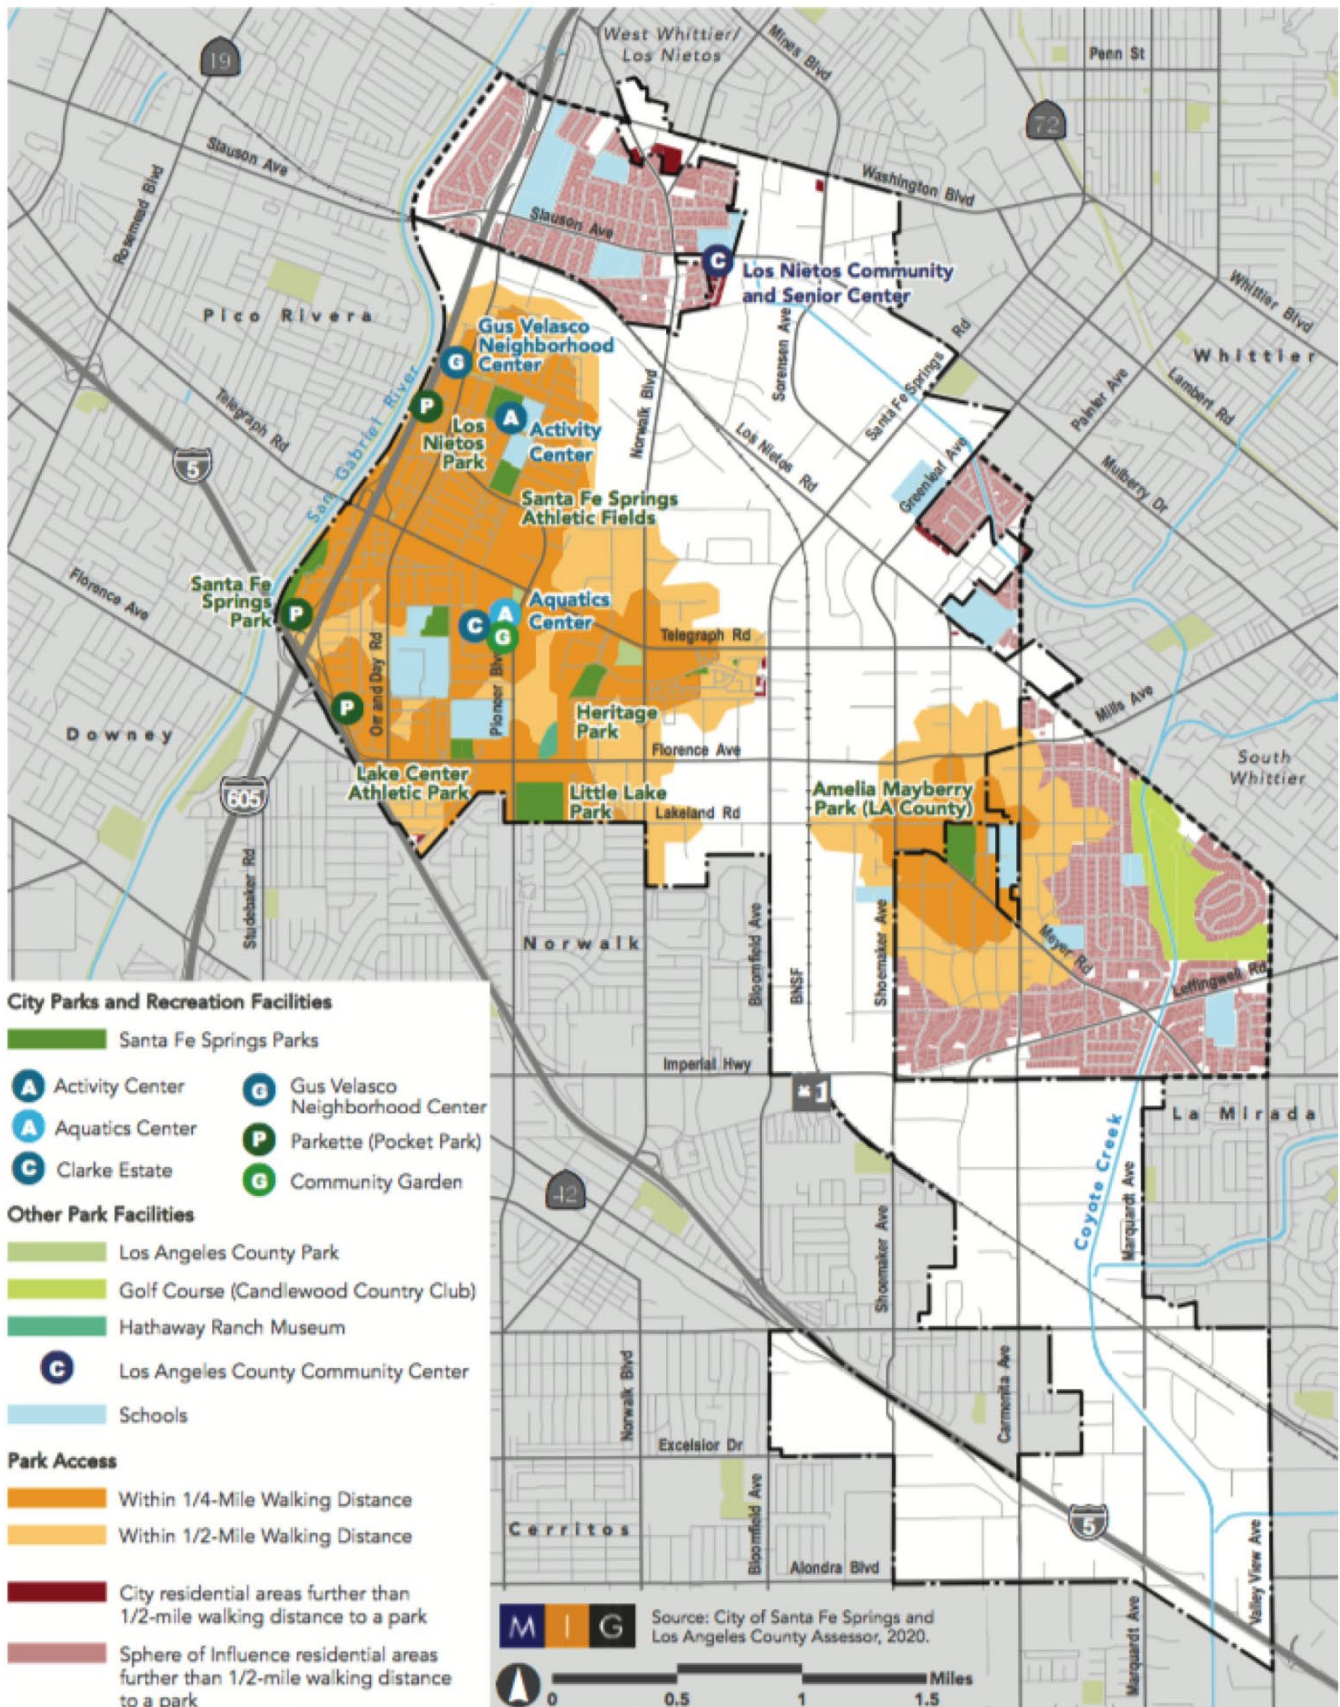 West Whittier/
Los Nietos
Mines Blvd
Penn St
19
72
Slauson Ave
Rosemead Blvd
Washington Blvd
Slauson Ave
C
Los Nietos Community
and Senior Center
Whittier Blvd
Pico Rivera
Gus Velasco
Neighborhood
Center
G
Sorensen Ave
Santa Fe Springs Rd
Whittier
Painter Ave
Lambert Rd
San Gabriel River
Telegraph Rd
P
Los
Nietos
Park
A
Activity
Center
Norwalk Blvd
Los Nietos Rd
Greenleaf Ave
Mulberry Dr
5
Santa Fe Springs
Athletic Fields
Florence Ave
Santa Fe
Springs
Park
P
C
A
G
Aquatics
Center
Telegraph Rd
Orr and Day Rd
Pioneer Blvd
P
Heritage
Park
Mills Ave
Downey
Florence Ave
South
Whittier
605
Lake Center
Athletic Park
Little Lake
Park
Lakeland Rd
Amelia Mayberry
Park (LA County)
Studebaker Rd
Norwalk
Bloomfield Ave
BNSF
Shoemaker Ave
Meyer Rd
Leffingwell Rd
Imperial Hwy
La Mirada
42
Coyote Creek
Marquardt Ave
Shoemaker Ave
Norwalk Blvd
Carmenita Ave
Excelsior Dr
Bloomfield Ave
Cerritos
5
Alondra Blvd
Valley View Ave
Marquardt Ave
City Parks and Recreation Facilities
Santa Fe Springs Parks
A Activity Center
A Aquatics Center
C Clarke Estate
G Gus Velasco
Neighborhood Center
P Parkette (Pocket Park)
G Community Garden
Other Park Facilities
Los Angeles County Park
Golf Course (Candlewood Country Club)
Hathaway Ranch Museum
C Los Angeles County Community Center
Schools
Park Access
Within 1/4-Mile Walking Distance
Within 1/2-Mile Walking Distance
City residential areas further than
1/2-mile walking distance to a park
Sphere of Influence residential areas
further than 1/2-mile walking distance
to a park
MIG
Source: City of Santa Fe Springs and
Los Angeles County Assessor, 2020.
Miles
0 0.5 1 1.5